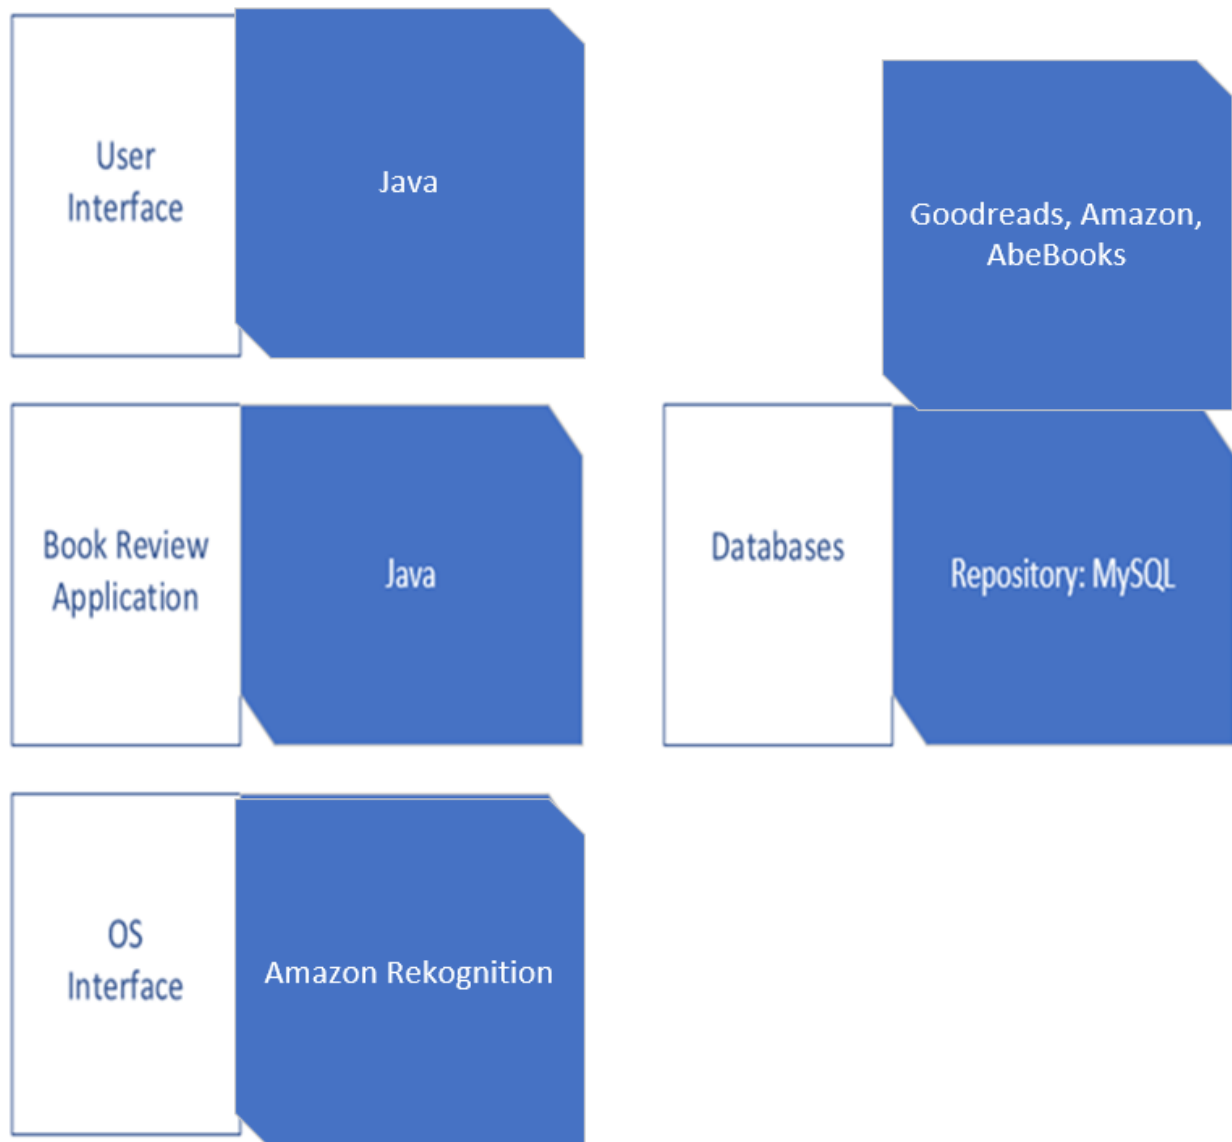 User
Interface
Java
Goodreads, Amazon,
AbeBooks
Book Review
Application
Java
Databases
Repository: MySQL
OS
Interface
Amazon Rekognition